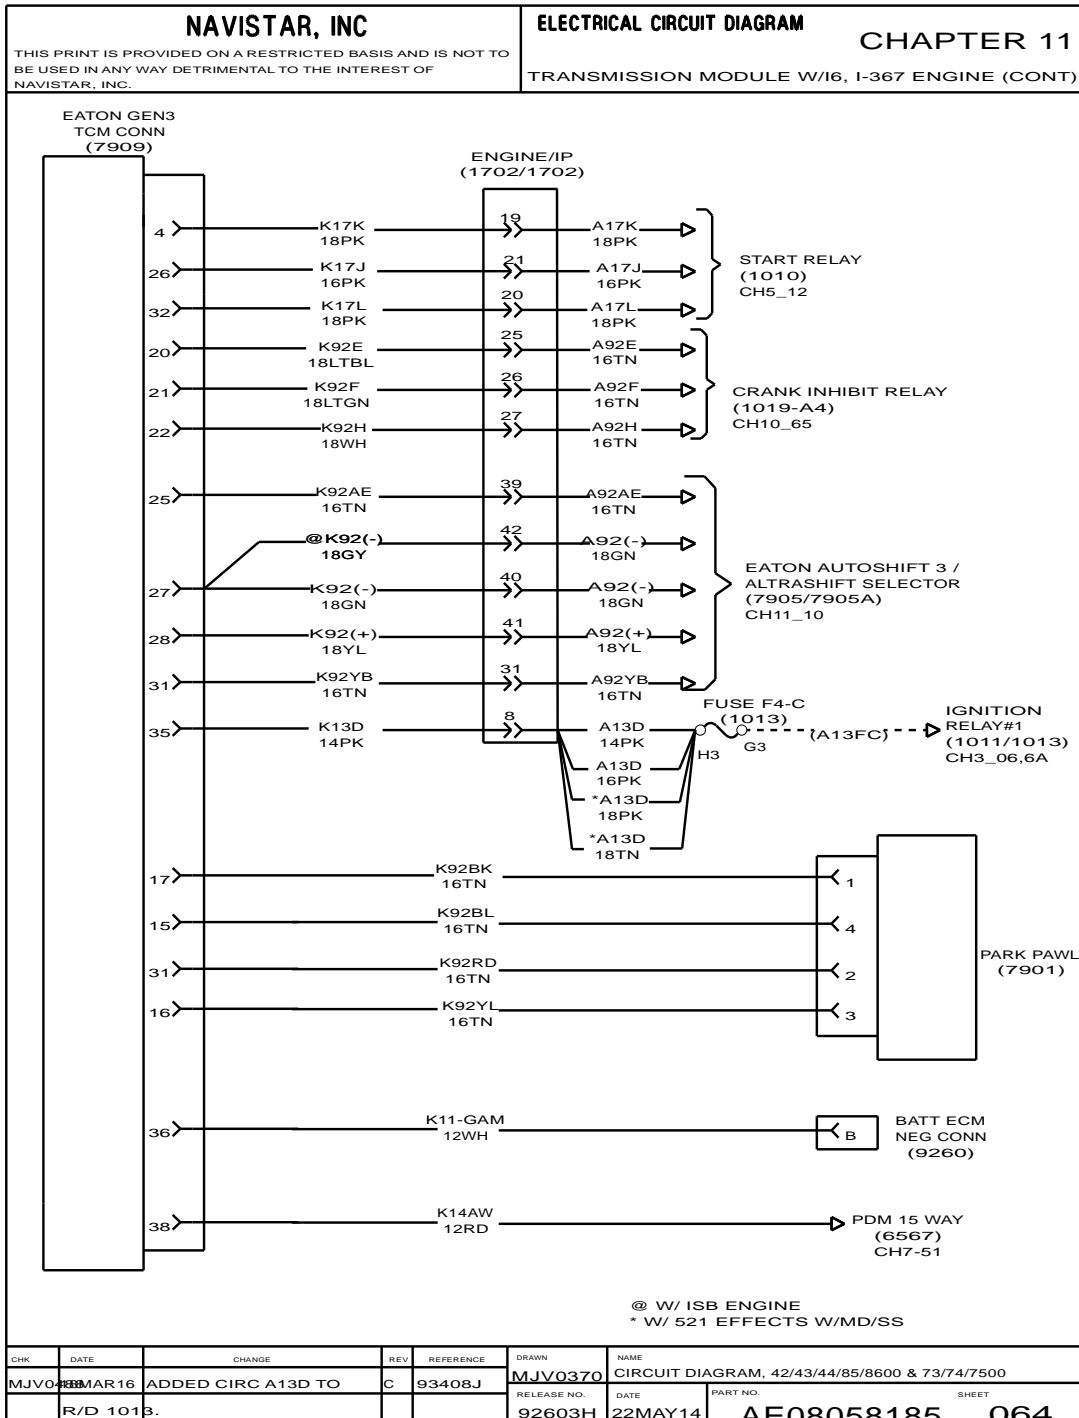 NAVISTAR, INC
THIS PRINT IS PROVIDED ON A RESTRICTED BASIS AND IS NOT TO
BE USED IN ANY WAY DETRIMENTAL TO THE INTEREST OF
NAVISTAR, INC.
ELECTRICAL CIRCUIT DIAGRAM
CHAPTER 11
TRANSMISSION MODULE W/I6, I-367 ENGINE (CONT)
EATON GEN3
TCM CONN
(7909)
ENGINE/IP
(1702/1702)
4 K17K 19 A17K
18PK 18PK
26 K17J 21 A17J
16PK 16PK
32 K17L 20 A17L
18PK 18PK
START RELAY
(1010)
CH5_12
20 K92E 25 A92E
18LTBL 16TN
21 K92F 26 A92F
18LTGN 16TN
22 K92H 27 A92H
18WH 16TN
CRANK INHIBIT RELAY
(1019-A4)
CH10_65
25 K92AE 39 A92AE
16TN 16TN
@K92(-) 42 A92(-)
18GY 18GN
27 K92(-) 40 A92(-)
18GN 18GN
28 K92(+) 41 A92(+)
18YL 18YL
31 K92YB 31 A92YB
16TN 16TN
EATON AUTOSHIFT 3 /
ALTRASHIFT SELECTOR
(7905/7905A)
CH11_10
35 K13D 8 A13D
14PK 14PK
A13D
16PK
*A13D
18PK
*A13D
18TN
FUSE F4-C
(1013)
H3 G3 (A13FC)
IGNITION
RELAY#1
(1011/1013)
CH3_06,6A
17 K92BK 1
16TN
15 K92BL 4
16TN
31 K92RD 2
16TN
16 K92YL 3
16TN
PARK PAWL
(7901)
36 K11-GAM B
12WH
BATT ECM
NEG CONN
(9260)
38 K14AW
12RD
PDM 15 WAY
(6567)
CH7-51
@ W/ ISB ENGINE
* W/ 521 EFFECTS W/MD/SS
CHK DATE CHANGE REV REFERENCE DRAWN NAME
ADDED CIRC A13D TO C 93408J MJV0370 CIRCUIT DIAGRAM, 42/43/44/85/8600 & 73/74/7500
RELEASE NO. DATE PART NO. SHEET
R/D 1013. 92603H 22MAY14 AE08058185 064